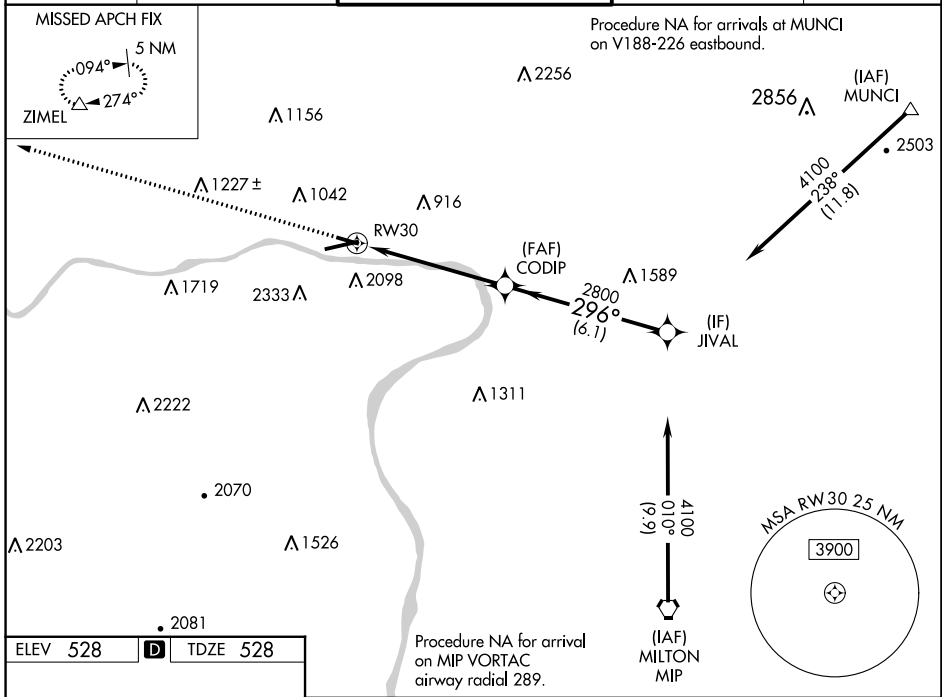 MISSED APCH FIX
5 NM
094°
274°
ZIMEL
Procedure NA for arrivals at MUNCI
on V188-226 eastbound.
2256
(IAF)
MUNCI
2856
1156
2503
4100
238°
(11.8)
1227 ±
1042
916
RW30
(FAF)
CODIP
1719
2333
2098
1589
2800
296°
(6.1)
(IF)
JIVAL
1311
2222
2070
4100
010°
(9.9)
MSA RW30 25 NM
3900
2203
1526
2081
(IAF)
MILTON
MIP
Procedure NA for arrival
on MIP VORTAC
airway radial 289.
ELEV 528
D
TDZE 528